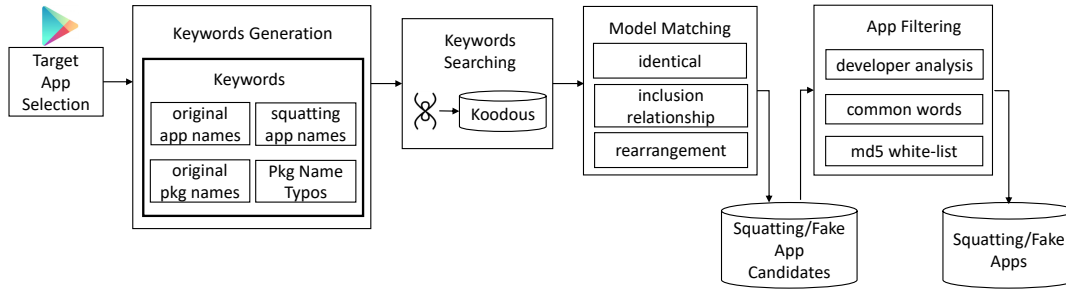 Target
App
Selection
Keywords Generation
Keywords
original
app names
squatting
app names
original
pkg names
Pkg Name
Typos
Keywords
Searching
Koodous
Model Matching
identical
inclusion
relationship
rearrangement
Squatting/Fake
App
Candidates
App Filtering
developer analysis
common words
md5 white-list
Squatting/Fake
Apps